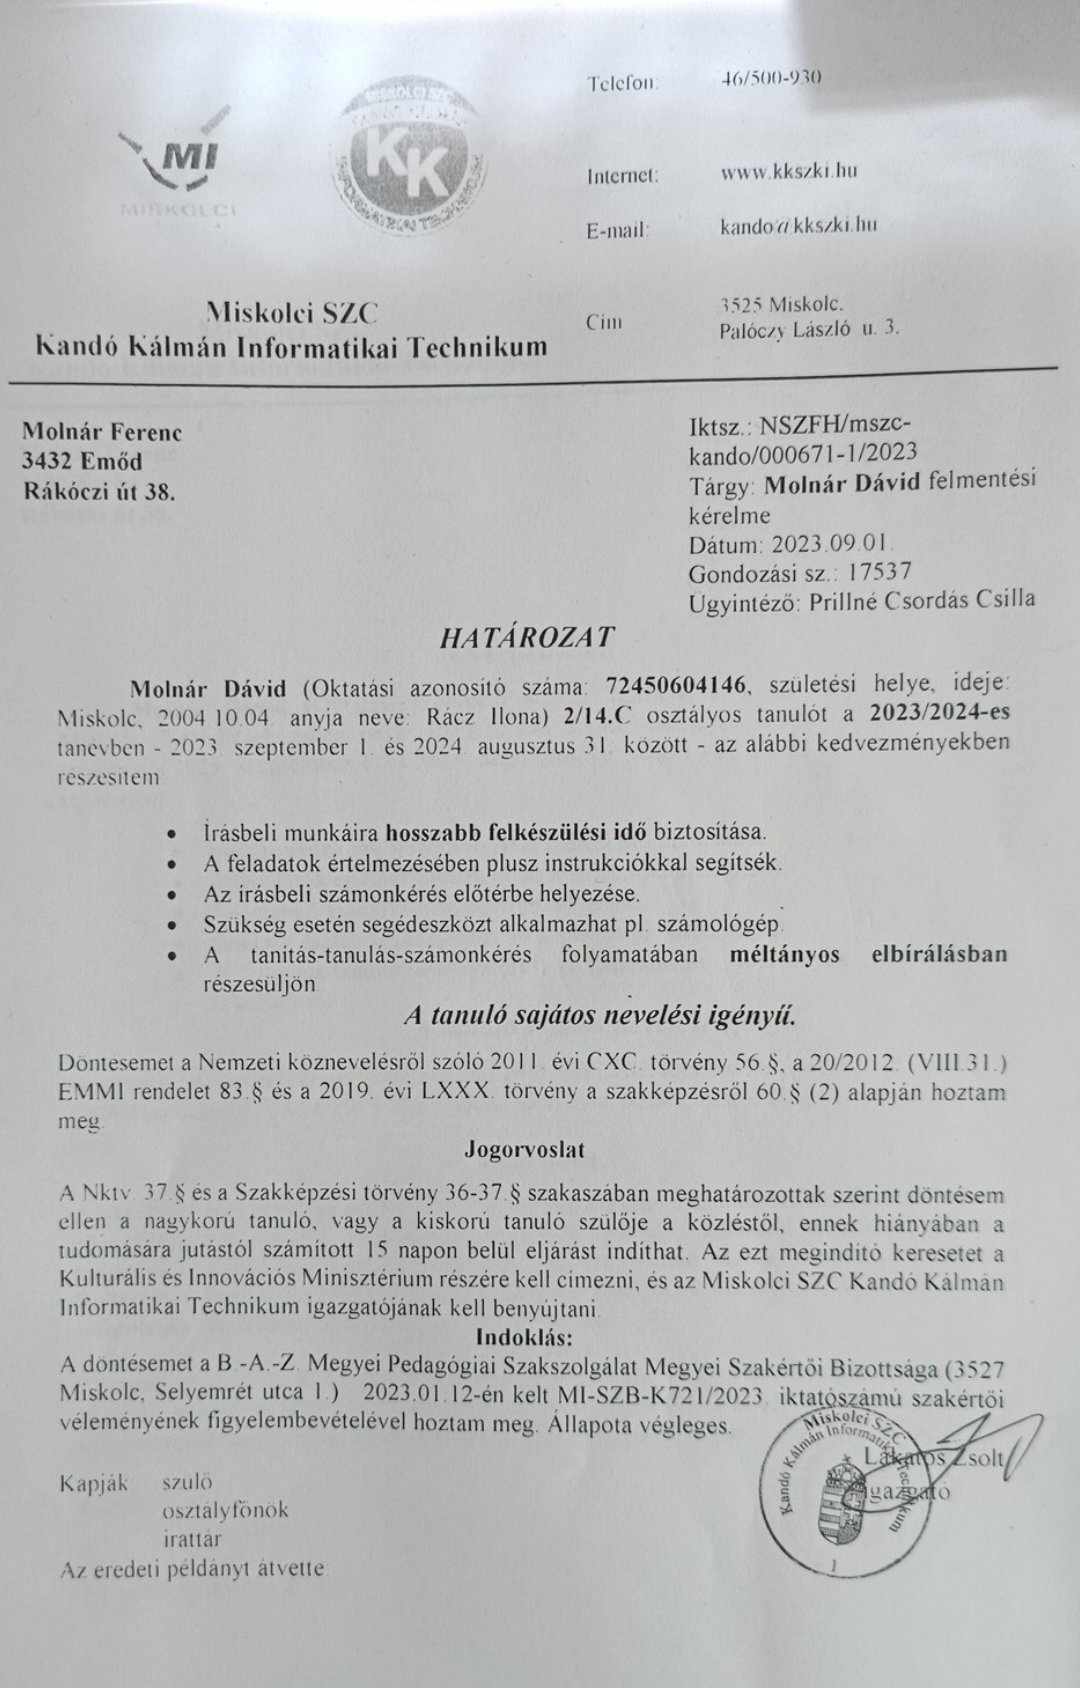 Telefon: 46/500-930
MI
MISKOLCI
MISKOLCI SZC
KK
Internet: www.kkszki.hu
E-mail: kando@kkszki.hu
Miskolci SZC
Kandó Kálmán Informatikai Technikum
Cím 3525 Miskolc.
Palóczy László u. 3.
Molnár Ferenc
3432 Emőd
Rákóczi út 38.
Iktsz.: NSZFH/mszc-
kando/000671-1/2023
Tárgy: Molnár Dávid felmentési
kérelme
Dátum: 2023.09.01.
Gondozási sz.: 17537
Ügyintéző: Prillné Csordás Csilla
HATÁROZAT
Molnár Dávid (Oktatási azonosító száma: 72450604146, születési helye, ideje:
Miskolc, 2004.10.04. anyja neve: Rácz Ilona) 2/14.C osztályos tanulót a 2023/2024-es
tanévben - 2023. szeptember 1. és 2024. augusztus 31. között - az alábbi kedvezményekben
részesítem
• Írásbeli munkáira hosszabb felkészülési idő biztosítása.
• A feladatok értelmezésében plusz instrukciókkal segítsék.
• Az írásbeli számonkérés előtérbe helyezése.
• Szükség esetén segédeszközt alkalmazhat pl. számológép.
• A tanítás-tanulás-számonkérés folyamatában méltányos elbírálásban
részesüljön
A tanuló sajátos nevelési igényű.
Döntésemet a Nemzeti köznevelésről szóló 2011. évi CXC. törvény 56.§, a 20/2012. (VIII.31.)
EMMI rendelet 83.§ és a 2019. évi LXXX. törvény a szakképzésről 60.§ (2) alapján hoztam
meg.
Jogorvoslat
A Nktv. 37.§ és a Szakképzési törvény 36-37.§ szakaszában meghatározottak szerint döntésem
ellen a nagykorú tanuló, vagy a kiskorú tanuló szülője a közléstől, ennek hiányában a
tudomására jutástól számított 15 napon belül eljárást indíthat. Az ezt megindító keresetet a
Kulturális és Innovációs Minisztérium részére kell címezni, és az Miskolci SZC Kandó Kálmán
Informatikai Technikum igazgatójának kell benyújtani.
Indoklás:
A döntésemet a B.-A.-Z. Megyei Pedagógiai Szakszolgálat Megyei Szakértői Bizottsága (3527
Miskolc, Selyemrét utca 1.) 2023.01.12-én kelt MI-SZB-K721/2023. iktatószámú szakértői
véleményének figyelembevételével hoztam meg. Állapota végleges.
Miskolci SZC
Kandó Kálmán Informatikai Technikum
1
Lakatos Zsolt
igazgató
Kapják szülő
osztályfőnök
irattár
Az eredeti példányt átvette